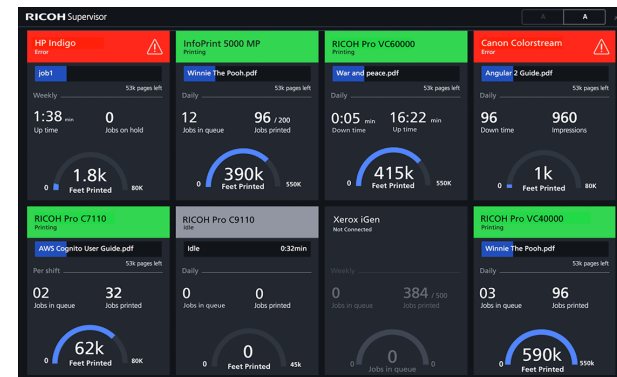 RICOH Supervisor
A
A
HP Indigo
Error
job1
53k pages left
Weekly
1:38 min
Up time
0
Jobs on hold
1.8k
Feet Printed
0
80K
InfoPrint 5000 MP
Printing
Winnie The Pooh.pdf
53k pages left
Daily
12
Jobs in queue
96 / 200
Jobs printed
390k
Feet Printed
0
550K
RICOH Pro VC60000
Printing
War and peace.pdf
53k pages left
Daily
0:05 min
Down time
16:22 min
Up time
415k
Feet Printed
0
550K
Canon Colorstream
Error
Angular 2 Guide.pdf
53k pages left
Daily
96
Down time
960
Impressions
1k
Feet Printed
0
80K
RICOH Pro C7110
Printing
AWS Cognito User Guide.pdf
53k pages left
Per shift
02
Jobs in queue
32
Jobs printed
62k
Feet Printed
0
80K
RICOH Pro C9110
Idle
Idle
0:32min
Daily
0
Jobs in queue
0
Jobs printed
0
Feet Printed
0
45k
Xerox iGen
Not Connected
Weekly
0
Jobs in queue
384 / 500
Jobs printed
0
Jobs in queue
0
0
RICOH Pro VC40000
Printing
Winnie The Pooh.pdf
53k pages left
Daily
03
Jobs in queue
96
Jobs printed
590k
Feet Printed
0
550k